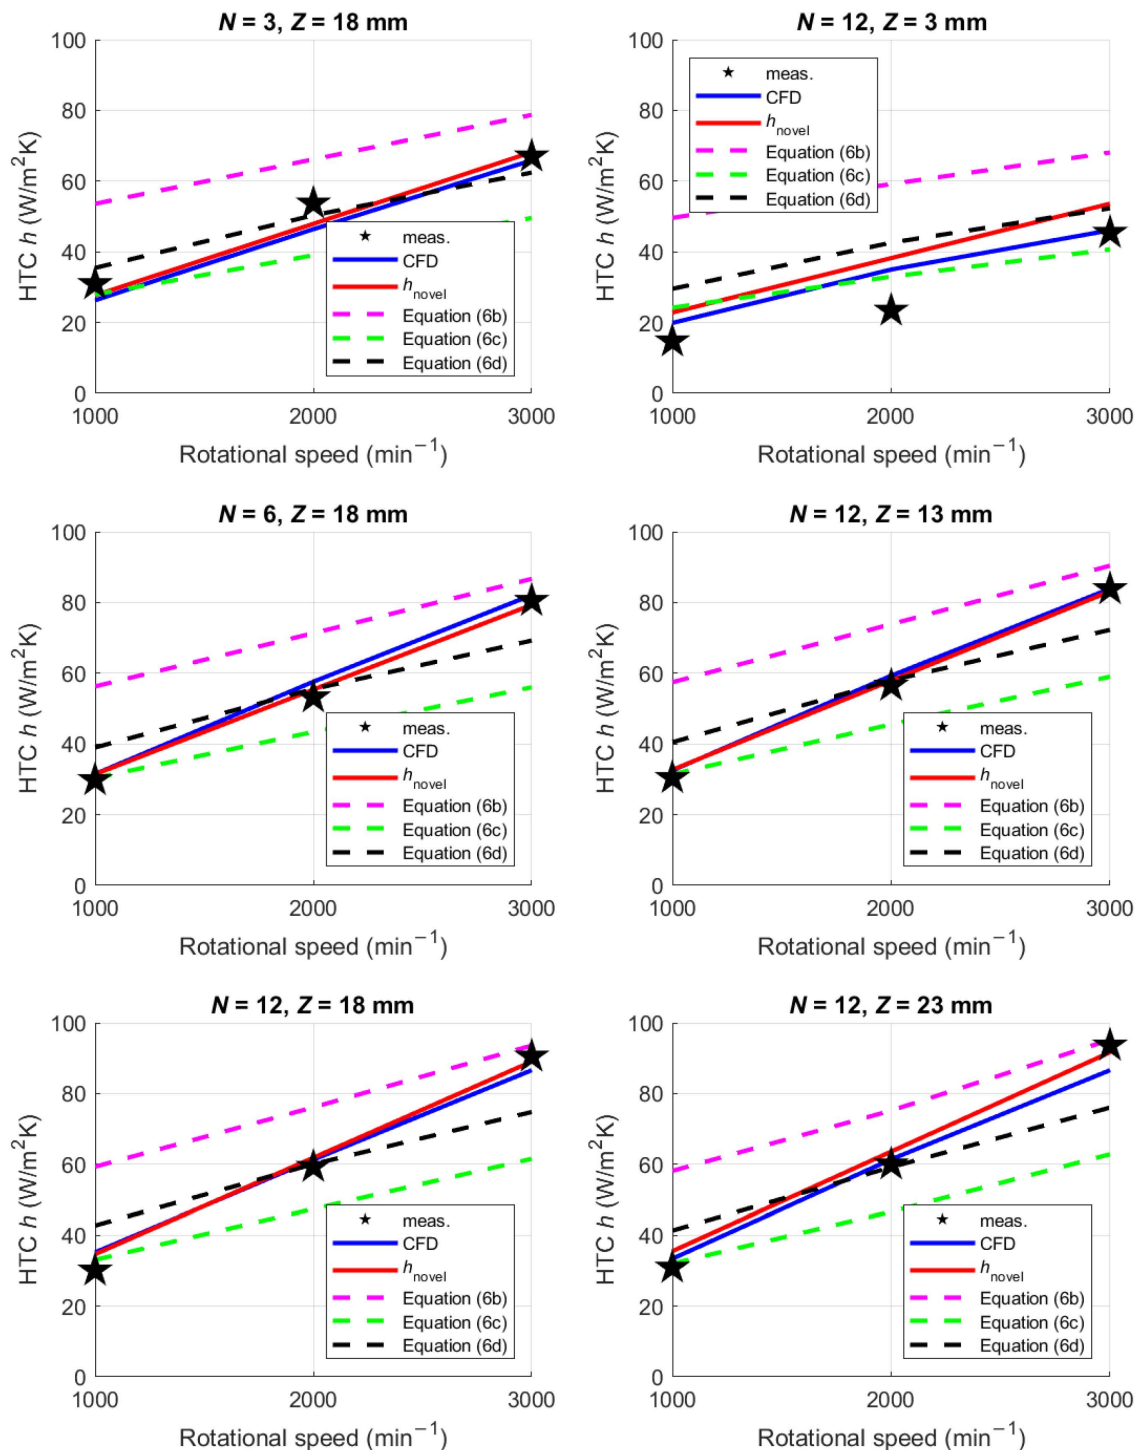 N = 3, Z = 18 mm
HTC h (W/m²K)
100
80
60
40
20
0
meas.
CFD
h_novel
Equation (6b)
Equation (6c)
Equation (6d)
1000 2000 3000
Rotational speed (min⁻¹)
N = 12, Z = 3 mm
HTC h (W/m²K)
100
80
60
40
20
0
meas.
CFD
h_novel
Equation (6b)
Equation (6c)
Equation (6d)
1000 2000 3000
Rotational speed (min⁻¹)
N = 6, Z = 18 mm
HTC h (W/m²K)
100
80
60
40
20
0
meas.
CFD
h_novel
Equation (6b)
Equation (6c)
Equation (6d)
1000 2000 3000
Rotational speed (min⁻¹)
N = 12, Z = 13 mm
HTC h (W/m²K)
100
80
60
40
20
0
meas.
CFD
h_novel
Equation (6b)
Equation (6c)
Equation (6d)
1000 2000 3000
Rotational speed (min⁻¹)
N = 12, Z = 18 mm
HTC h (W/m²K)
100
80
60
40
20
0
meas.
CFD
h_novel
Equation (6b)
Equation (6c)
Equation (6d)
1000 2000 3000
Rotational speed (min⁻¹)
N = 12, Z = 23 mm
HTC h (W/m²K)
100
80
60
40
20
0
meas.
CFD
h_novel
Equation (6b)
Equation (6c)
Equation (6d)
1000 2000 3000
Rotational speed (min⁻¹)